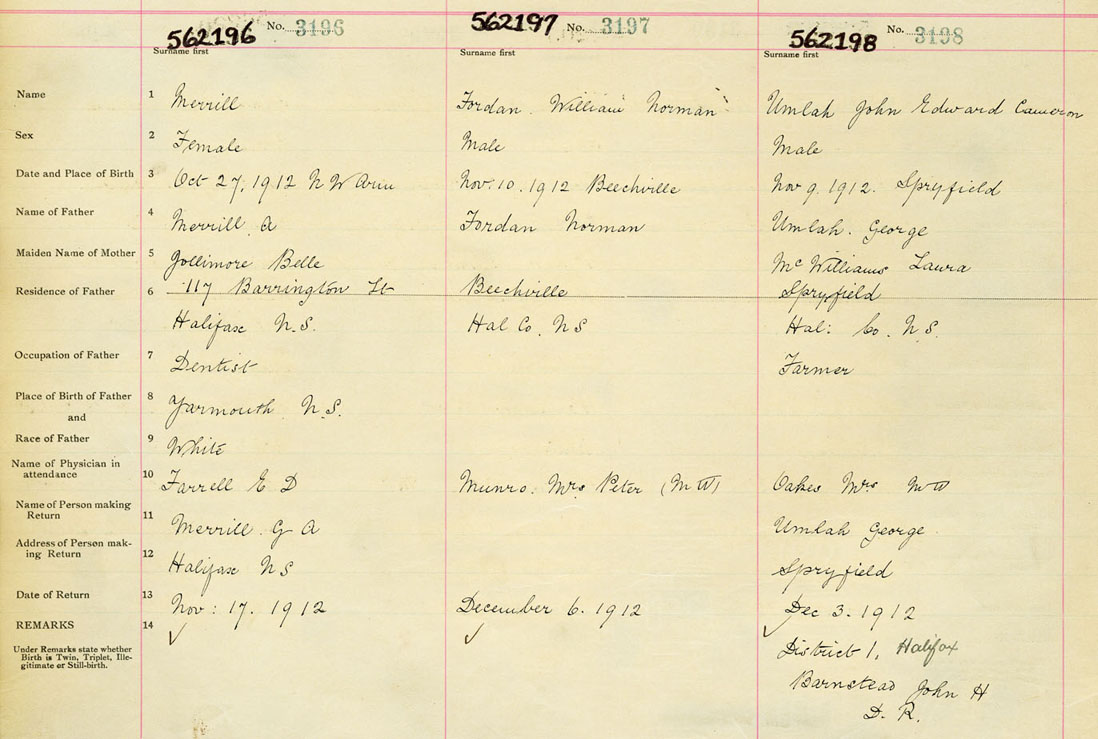 562196 No. 3196
Surname first
562197 No. 3197
Surname first
562198 No. 3198
Surname first
Name 1 Merrill
Jordan. William Norman
Umlah John Edward Cameron
Sex 2 Female
Male
Male
Date and Place of Birth 3 Oct 27, 1912 N W Arm
Nov. 10. 1912 Beechville
Nov 9, 1912. Spryfield
Name of Father 4 Merrill A
Jordan Norman
Umlah. George
Maiden Name of Mother 5 Jollimore Belle
Mc Williams Laura
Residence of Father 6 117 Barrington St
Beechville
Spryfield
Halifax N.S.
Hal Co. N S
Hal: Co. N.S.
Occupation of Father 7 Dentist
Farmer
Place of Birth of Father 8 Yarmouth N.S.
and
Race of Father 9 White
Name of Physician in
attendance 10 Farrell E D
Munro. Mrs Peter (M W)
Oakes Mrs M W
Name of Person making
Return 11 Merrill G A
Umlah George
Address of Person mak-
ing Return 12 Halifax N S
Spryfield
Date of Return 13 Nov: 17. 1912
December 6. 1912
Dec 3. 1912
REMARKS 14
Under Remarks state whether
Birth is Twin, Triplet, Ille-
gitimate or Still-birth.
District 1, Halifax
Barnstead John H
D. R.